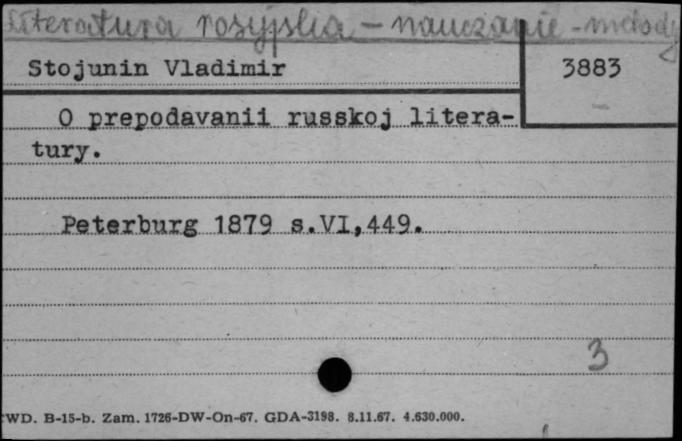 Literatura rosyjska - nauczanie - metody
Stojunin Vladimir
3883
O prepodavanii russkoj litera-
tury.
Peterburg 1879 s.VI,449.
3
WD. B-15-b. Zam. 1726-DW-On-67. GDA-3198. 8.11.67. 4.630.000.